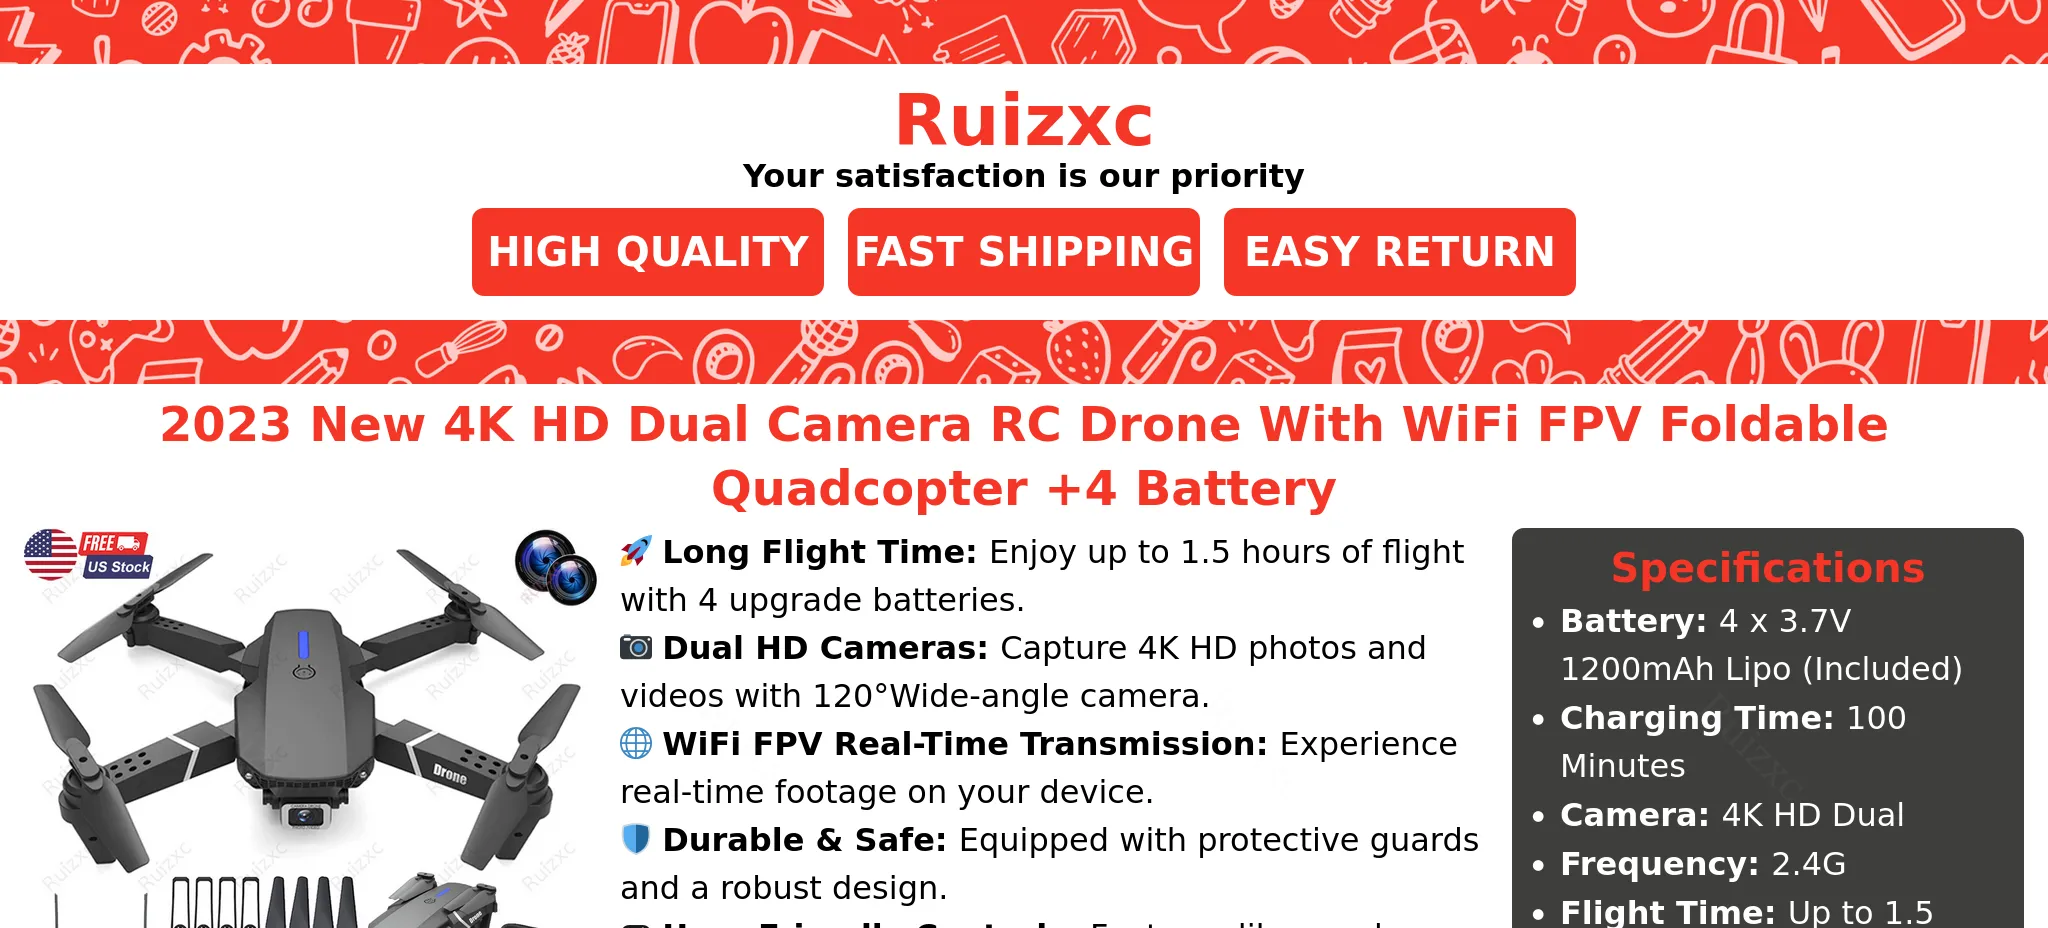 Ruizxc
Your satisfaction is our priority
HIGH QUALITY
FAST SHIPPING
EASY RETURN
2023 New 4K HD Dual Camera RC Drone With WiFi FPV Foldable
Quadcopter +4 Battery
FREE
US Stock
Drone
Drone
🚀 Long Flight Time: Enjoy up to 1.5 hours of flight
with 4 upgrade batteries.
📷 Dual HD Cameras: Capture 4K HD photos and
videos with 120°Wide-angle camera.
🌐 WiFi FPV Real-Time Transmission: Experience
real-time footage on your device.
🛡️ Durable & Safe: Equipped with protective guards
and a robust design.
Specifications
• Battery: 4 x 3.7V
1200mAh Lipo (Included)
• Charging Time: 100
Minutes
• Camera: 4K HD Dual
• Frequency: 2.4G
• Flight Time: Up to 1.5
Ruizxc